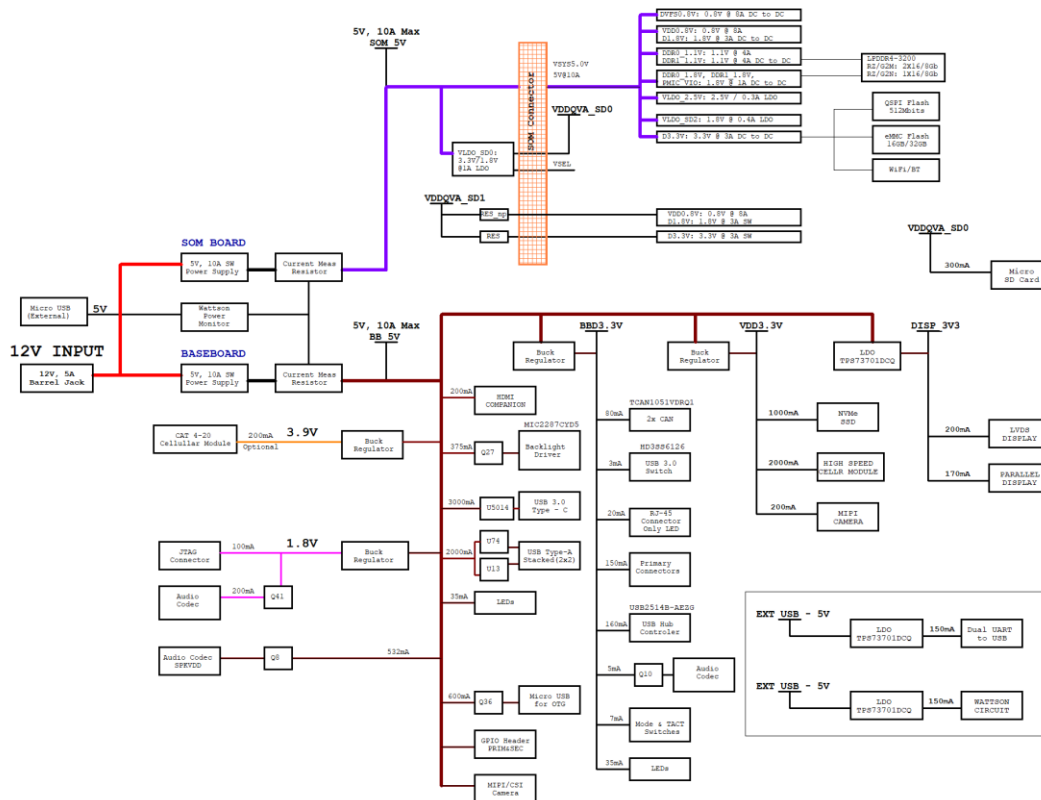 5V, 10A Max
SOM 5V
SOM Connector
VSYS5.0V
5V@10A
VDDQVA_SD0
VLDO_SD0:
3.3V/1.8V
@1A LDO
VSEL
DVFS0.8V: 0.8V @ 8A DC to DC
VDD0.8V: 0.8V @ 8A
D1.8V: 1.8V @ 3A DC to DC
DDR0_1.1V: 1.1V @ 4A
DDR1_1.1V: 1.1V @ 4A DC to DC
DDR0_1.8V, DDR1_1.8V,
PMIC_VIO: 1.8V @ 1A DC to DC
VLDO_2.5V: 2.5V / 0.3A LDO
VLDO_SD2: 1.8V @ 0.4A LDO
D3.3V: 3.3V @ 3A DC to DC
LPDDR4-3200
RZ/G2M: 2X16/8Gb
RZ/G2N: 1X16/8Gb
QSPI Flash
512Mbits
eMMC Flash
16GB/32GB
WiFi/BT
VDDQVA_SD1
RES_np
RES
VDD0.8V: 0.8V @ 8A
D1.8V: 1.8V @ 3A SW
D3.3V: 3.3V @ 3A SW
VDDQVA_SD0
300mA
Micro
SD Card
SOM BOARD
5V, 10A SW
Power Supply
Current Meas
Resistor
Micro USB
(External)
5V
Wattson
Power
Monitor
12V INPUT
12V, 5A
Barrel Jack
BASEBOARD
5V, 10A SW
Power Supply
Current Meas
Resistor
5V, 10A Max
BB 5V
BBD3.3V
VDD3.3V
DISP_3V3
Buck
Regulator
Buck
Regulator
LDO
TPS73701DCQ
CAT 4-20
Cellullar Module
200mA
Optional
3.9V
Buck
Regulator
JTAG
Connector
100mA
1.8V
Buck
Regulator
Audio
Codec
200mA
Q41
Audio Codec
SPKVDD
Q8
532mA
200mA
HDMI
COMPANION
MIC2287CYD5
375mA
Q27
Backlight
Driver
3000mA
U5014
USB 3.0
Type - C
2000mA
U74
U13
USB Type-A
Stacked(2x2)
35mA
LEDs
600mA
Q36
Micro USB
for OTG
GPIO Header
PRIM&SEC
MIPI/CSI
Camera
TCAN1051VDRQ1
80mA
2x CAN
HD3SS6126
3mA
USB 3.0
Switch
20mA
RJ-45
Connector
Only LED
150mA
Primary
Connectors
USB2514B-AEZG
160mA
USB Hub
Controler
5mA
Q10
Audio
Codec
7mA
Mode & TACT
Switches
35mA
LEDs
1000mA
NVMe
SSD
2000mA
HIGH SPEED
CELLR MODULE
200mA
MIPI
CAMERA
200mA
LVDS
DISPLAY
170mA
PARALLEL
DISPLAY
EXT USB - 5V
LDO
TPS73701DCQ
150mA
Dual UART
to USB
EXT USB - 5V
LDO
TPS73701DCQ
150mA
WATTSON
CIRCUIT